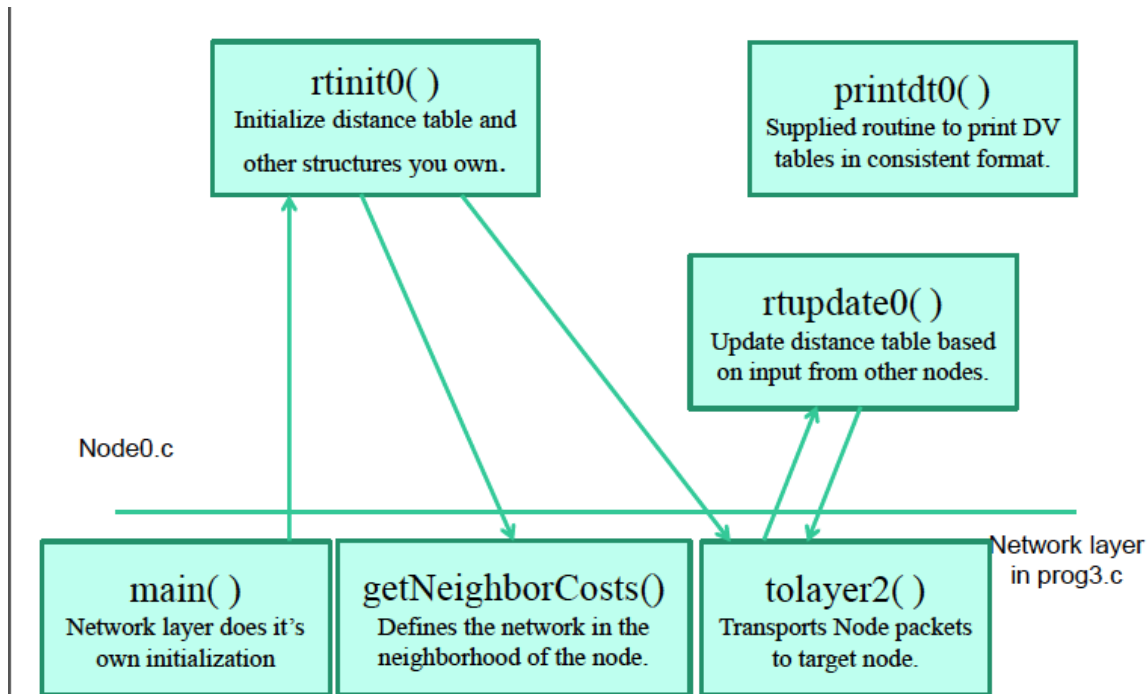 rtinit0( )
Initialize distance table and
other structures you own.
printdt0( )
Supplied routine to print DV
tables in consistent format.
rtupdate0( )
Update distance table based
on input from other nodes.
Node0.c
Network layer
in prog3.c
main( )
Network layer does it’s
own initialization
getNeighborCosts()
Defines the network in the
neighborhood of the node.
tolayer2( )
Transports Node packets
to target node.